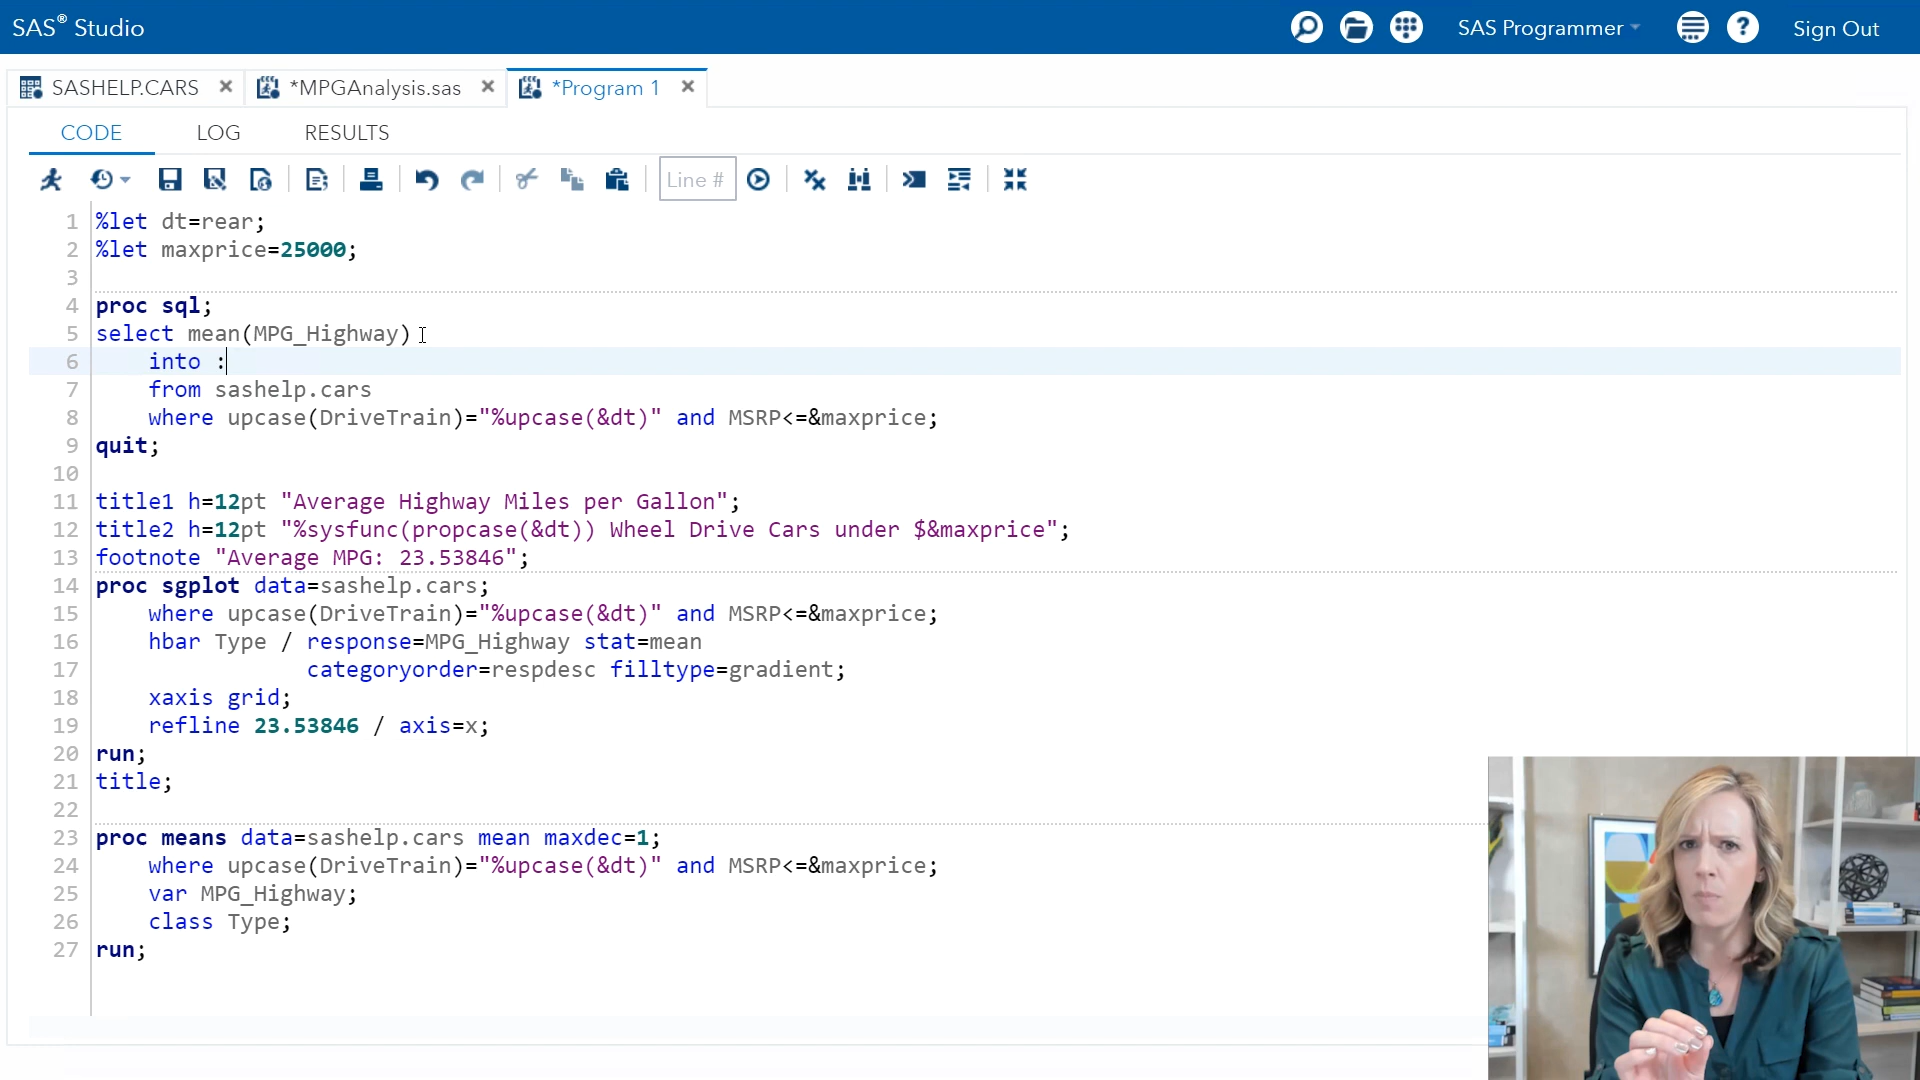 SAS® Studio
SAS Programmer
Sign Out
SASHELP.CARS
*MPGAnalysis.sas
*Program 1
CODE
LOG
RESULTS
Line #
1 %let dt=rear;
2 %let maxprice=25000;
3
4 proc sql;
5 select mean(MPG_Highway)
6     into :
7     from sashelp.cars
8     where upcase(DriveTrain)="%upcase(&dt)" and MSRP<=&maxprice;
9 quit;
10
11 title1 h=12pt "Average Highway Miles per Gallon";
12 title2 h=12pt "%sysfunc(propcase(&dt)) Wheel Drive Cars under $&maxprice";
13 footnote "Average MPG: 23.53846";
14 proc sgplot data=sashelp.cars;
15     where upcase(DriveTrain)="%upcase(&dt)" and MSRP<=&maxprice;
16     hbar Type / response=MPG_Highway stat=mean
17                 categoryorder=respdesc filltype=gradient;
18     xaxis grid;
19     refline 23.53846 / axis=x;
20 run;
21 title;
22
23 proc means data=sashelp.cars mean maxdec=1;
24     where upcase(DriveTrain)="%upcase(&dt)" and MSRP<=&maxprice;
25     var MPG_Highway;
26     class Type;
27 run;